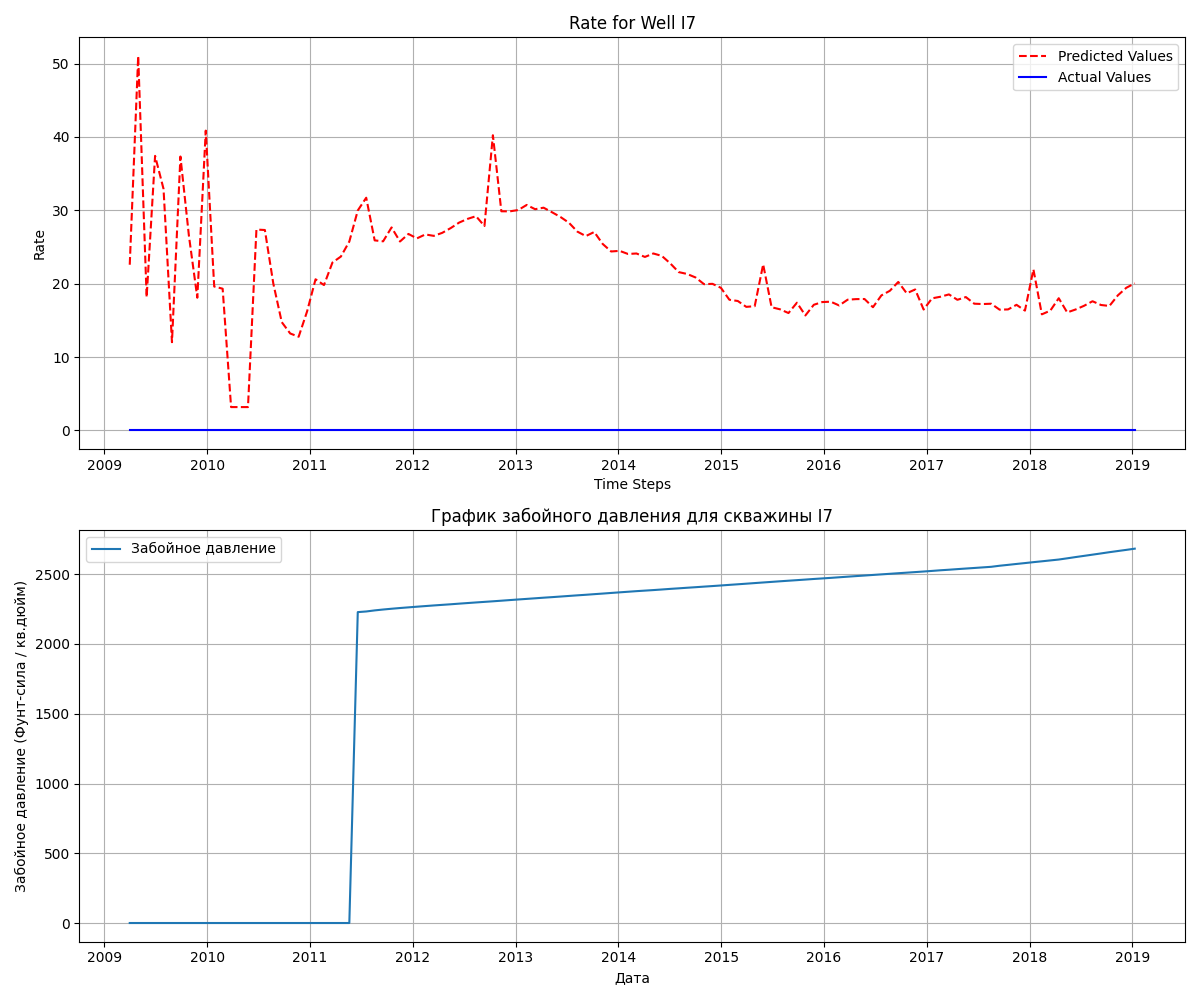 Rate for Well I7
Predicted Values
Actual Values
Rate
50
40
30
20
10
0
2009 2010 2011 2012 2013 2014 2015 2016 2017 2018 2019
Time Steps
График забойного давления для скважины I7
Забойное давление
Забойное давление (Фунт-сила / кв.дюйм)
2500
2000
1500
1000
500
0
2009 2010 2011 2012 2013 2014 2015 2016 2017 2018 2019
Дата